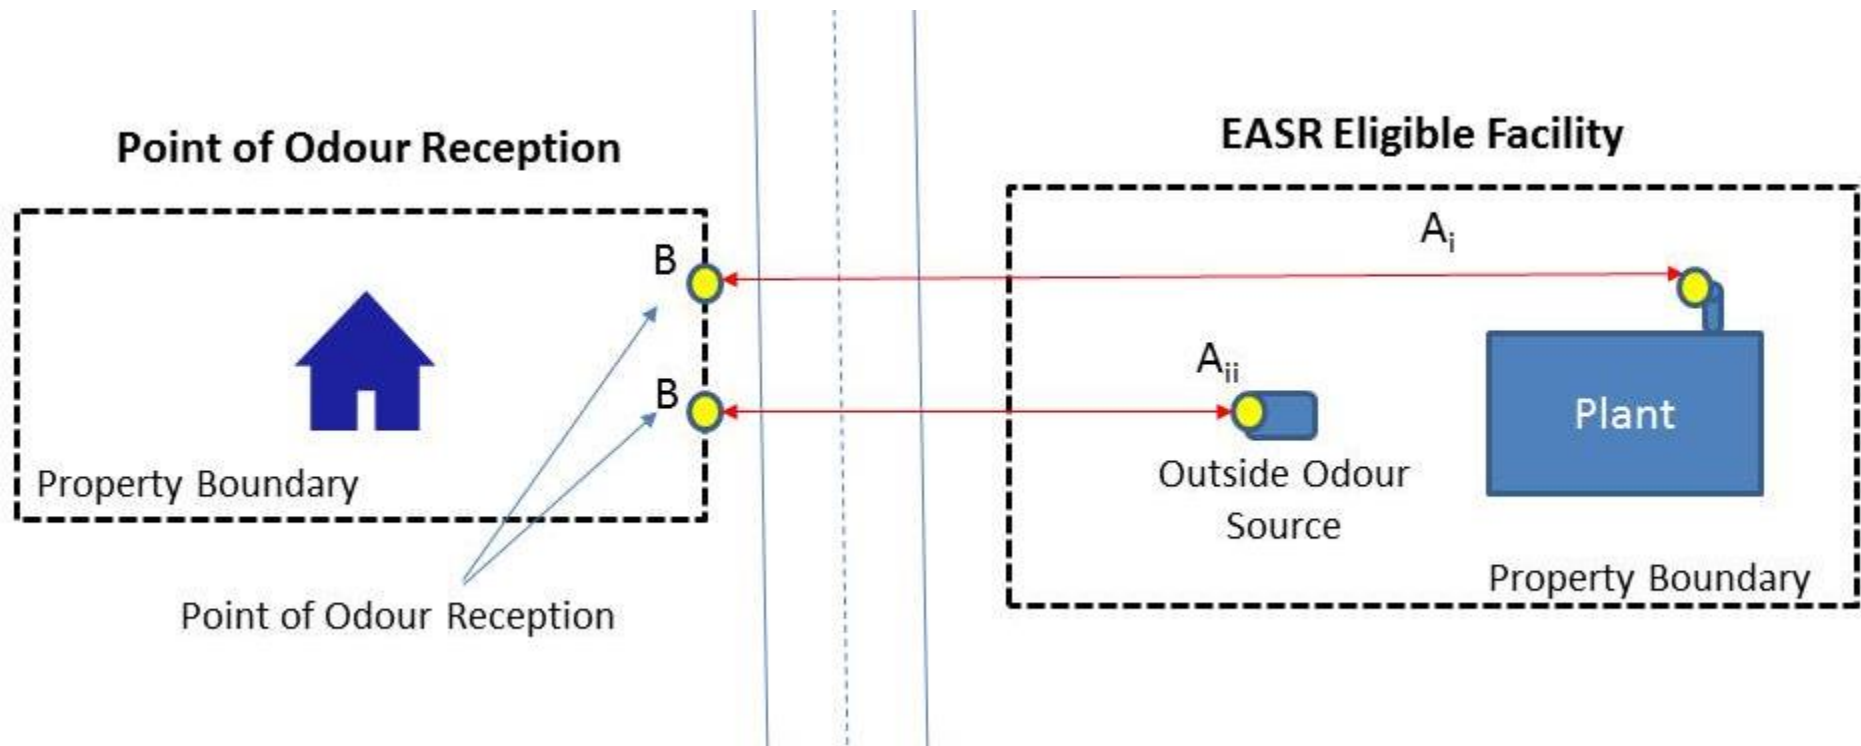 Point of Odour Reception
EASR Eligible Facility
B
Ai
B
Aii
Plant
Property Boundary
Outside Odour
Source
Property Boundary
Point of Odour Reception